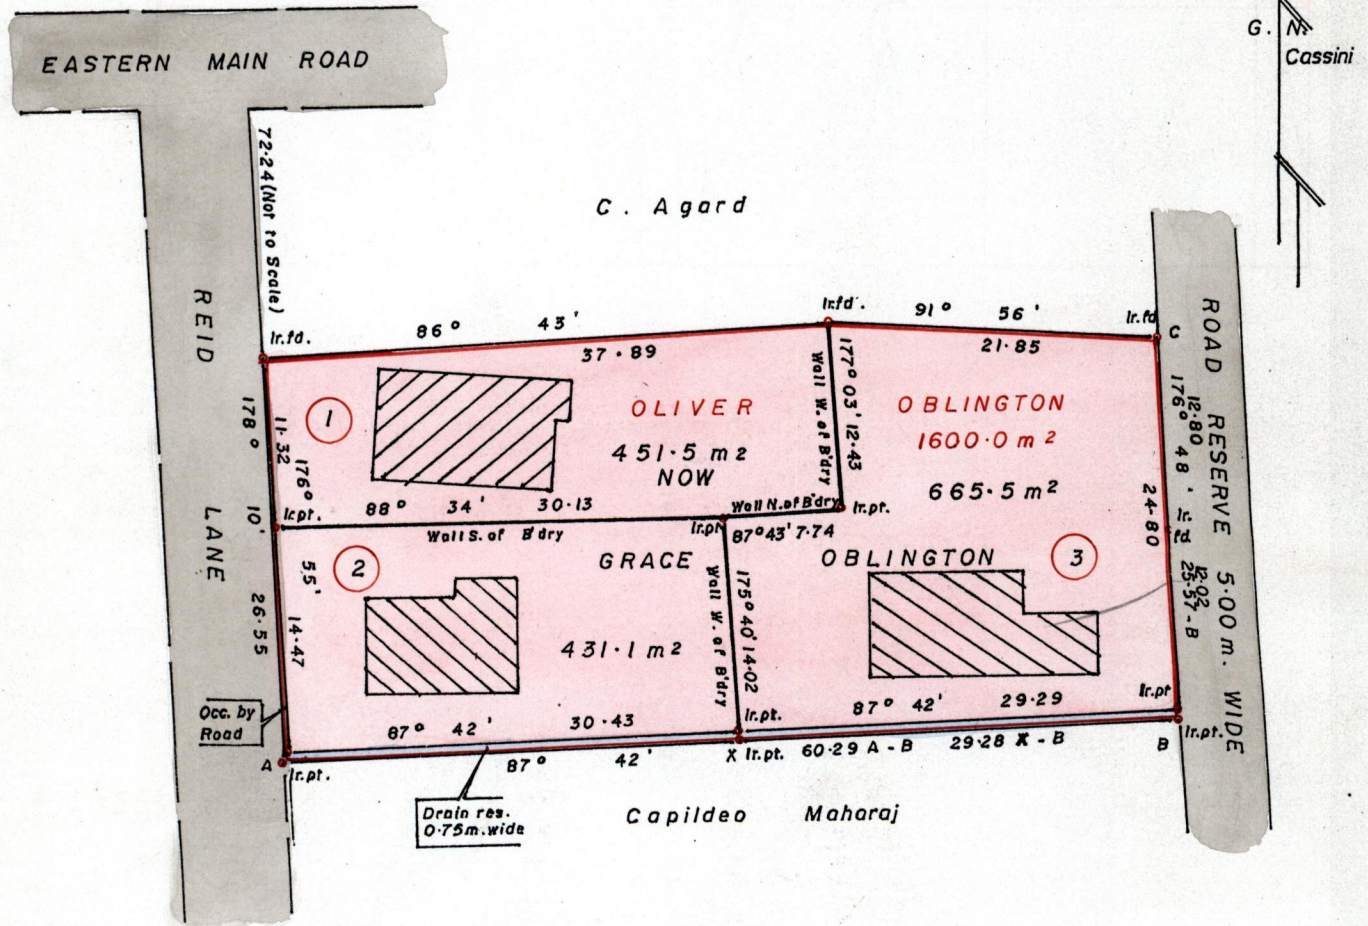 EASTERN MAIN ROAD
G. N.
Cassini
72·24(Not to Scale)
C. Agard
REID
LANE
Ir.fd.
86° 43'
37·89
Ir.fd.
91° 56'
21·85
Ir.fd
C
ROAD RESERVE 5·00m. WIDE
1
OLIVER
451·5 m²
NOW
Wall W. of B'dry
177° 03' 12·43
OBLINGTON
1600·0 m²
665·5 m²
12·80
176° 48'
24·80
Ir.
fd
12·02
25·57-B
178° 10'
26·55
11·32
176°
55'
14·47
Ir.pt.
88° 34' 30·13
Wall S. of B'dry
Ir.pt
Wall N. of B'dry
Ir.pt.
87°43' 7·74
2
GRACE
431·1 m²
Wall W. of B'dry
175° 40' 14·02
OBLINGTON
3
Occ. by
Road
87° 42' 30·43
Ir.pt.
87° 42' 29·29
Ir.pt
A
Ir.pt.
87° 42'
X Ir.pt.
60·29 A-B
29·28 X-B
B
Ir.pt.
Drain res.
0·75m.wide
Capildeo Maharaj